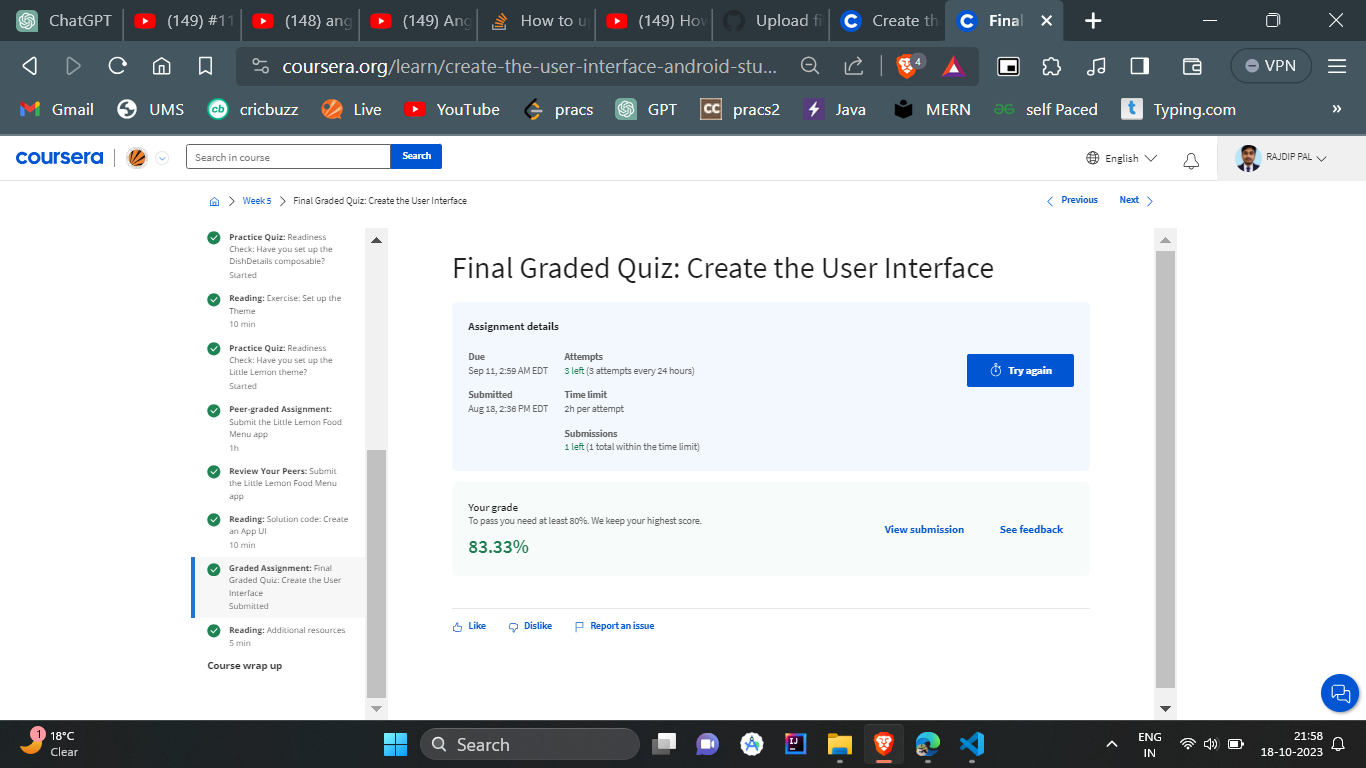 ChatGPT
(149) #11
(148) ang
(149) Ang
How to u
(149) How
Upload fi
Create th
Final
coursera.org/learn/create-the-user-interface-android-stu...
4
VPN
Gmail
UMS
cb
cricbuzz
Live
YouTube
pracs
GPT
CC
pracs2
Java
MERN
self Paced
t
Typing.com
»
coursera
Search in course
Search
English
RAJDIP PAL
Week 5
Final Graded Quiz: Create the User Interface
Previous
Next
Practice Quiz: Readiness
Check: Have you set up the
DishDetails composable?
Started
Reading: Exercise: Set up the
Theme
10 min
Practice Quiz: Readiness
Check: Have you set up the
Little Lemon theme?
Started
Peer-graded Assignment:
Submit the Little Lemon Food
Menu app
1h
Review Your Peers: Submit
the Little Lemon Food Menu
app
Reading: Solution code: Create
an App UI
10 min
Graded Assignment: Final
Graded Quiz: Create the User
Interface
Submitted
Reading: Additional resources
5 min
Course wrap up
Final Graded Quiz: Create the User Interface
Assignment details
Due
Sep 11, 2:59 AM EDT
Attempts
3 left (3 attempts every 24 hours)
Submitted
Aug 18, 2:36 PM EDT
Time limit
2h per attempt
Submissions
1 left (1 total within the time limit)
Try again
Your grade
To pass you need at least 80%. We keep your highest score.
83.33%
View submission
See feedback
Like
Dislike
Report an issue
1
18°C
Clear
Search
IJ
ENG
IN
21:58
18-10-2023